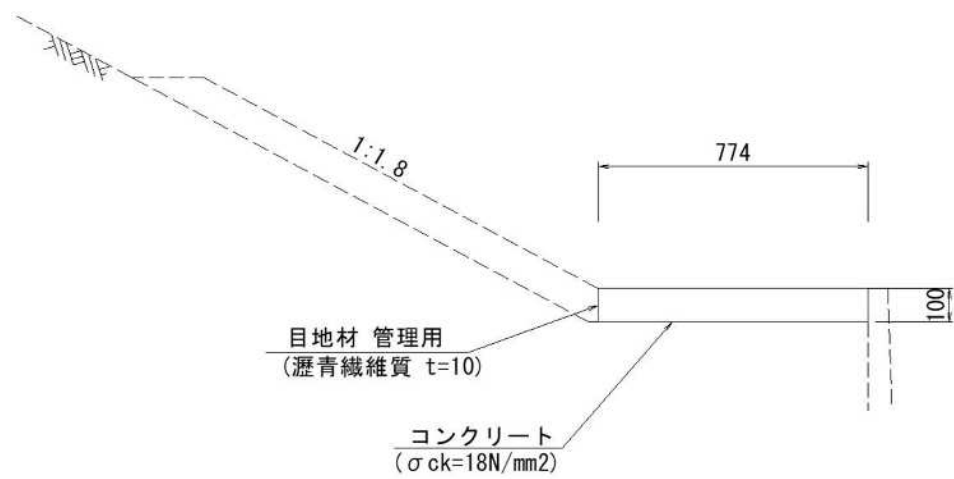 1:1.8
774
100
目地材 管理用
(瀝青繊維質 t=10)
コンクリート
(σck=18N/mm2)